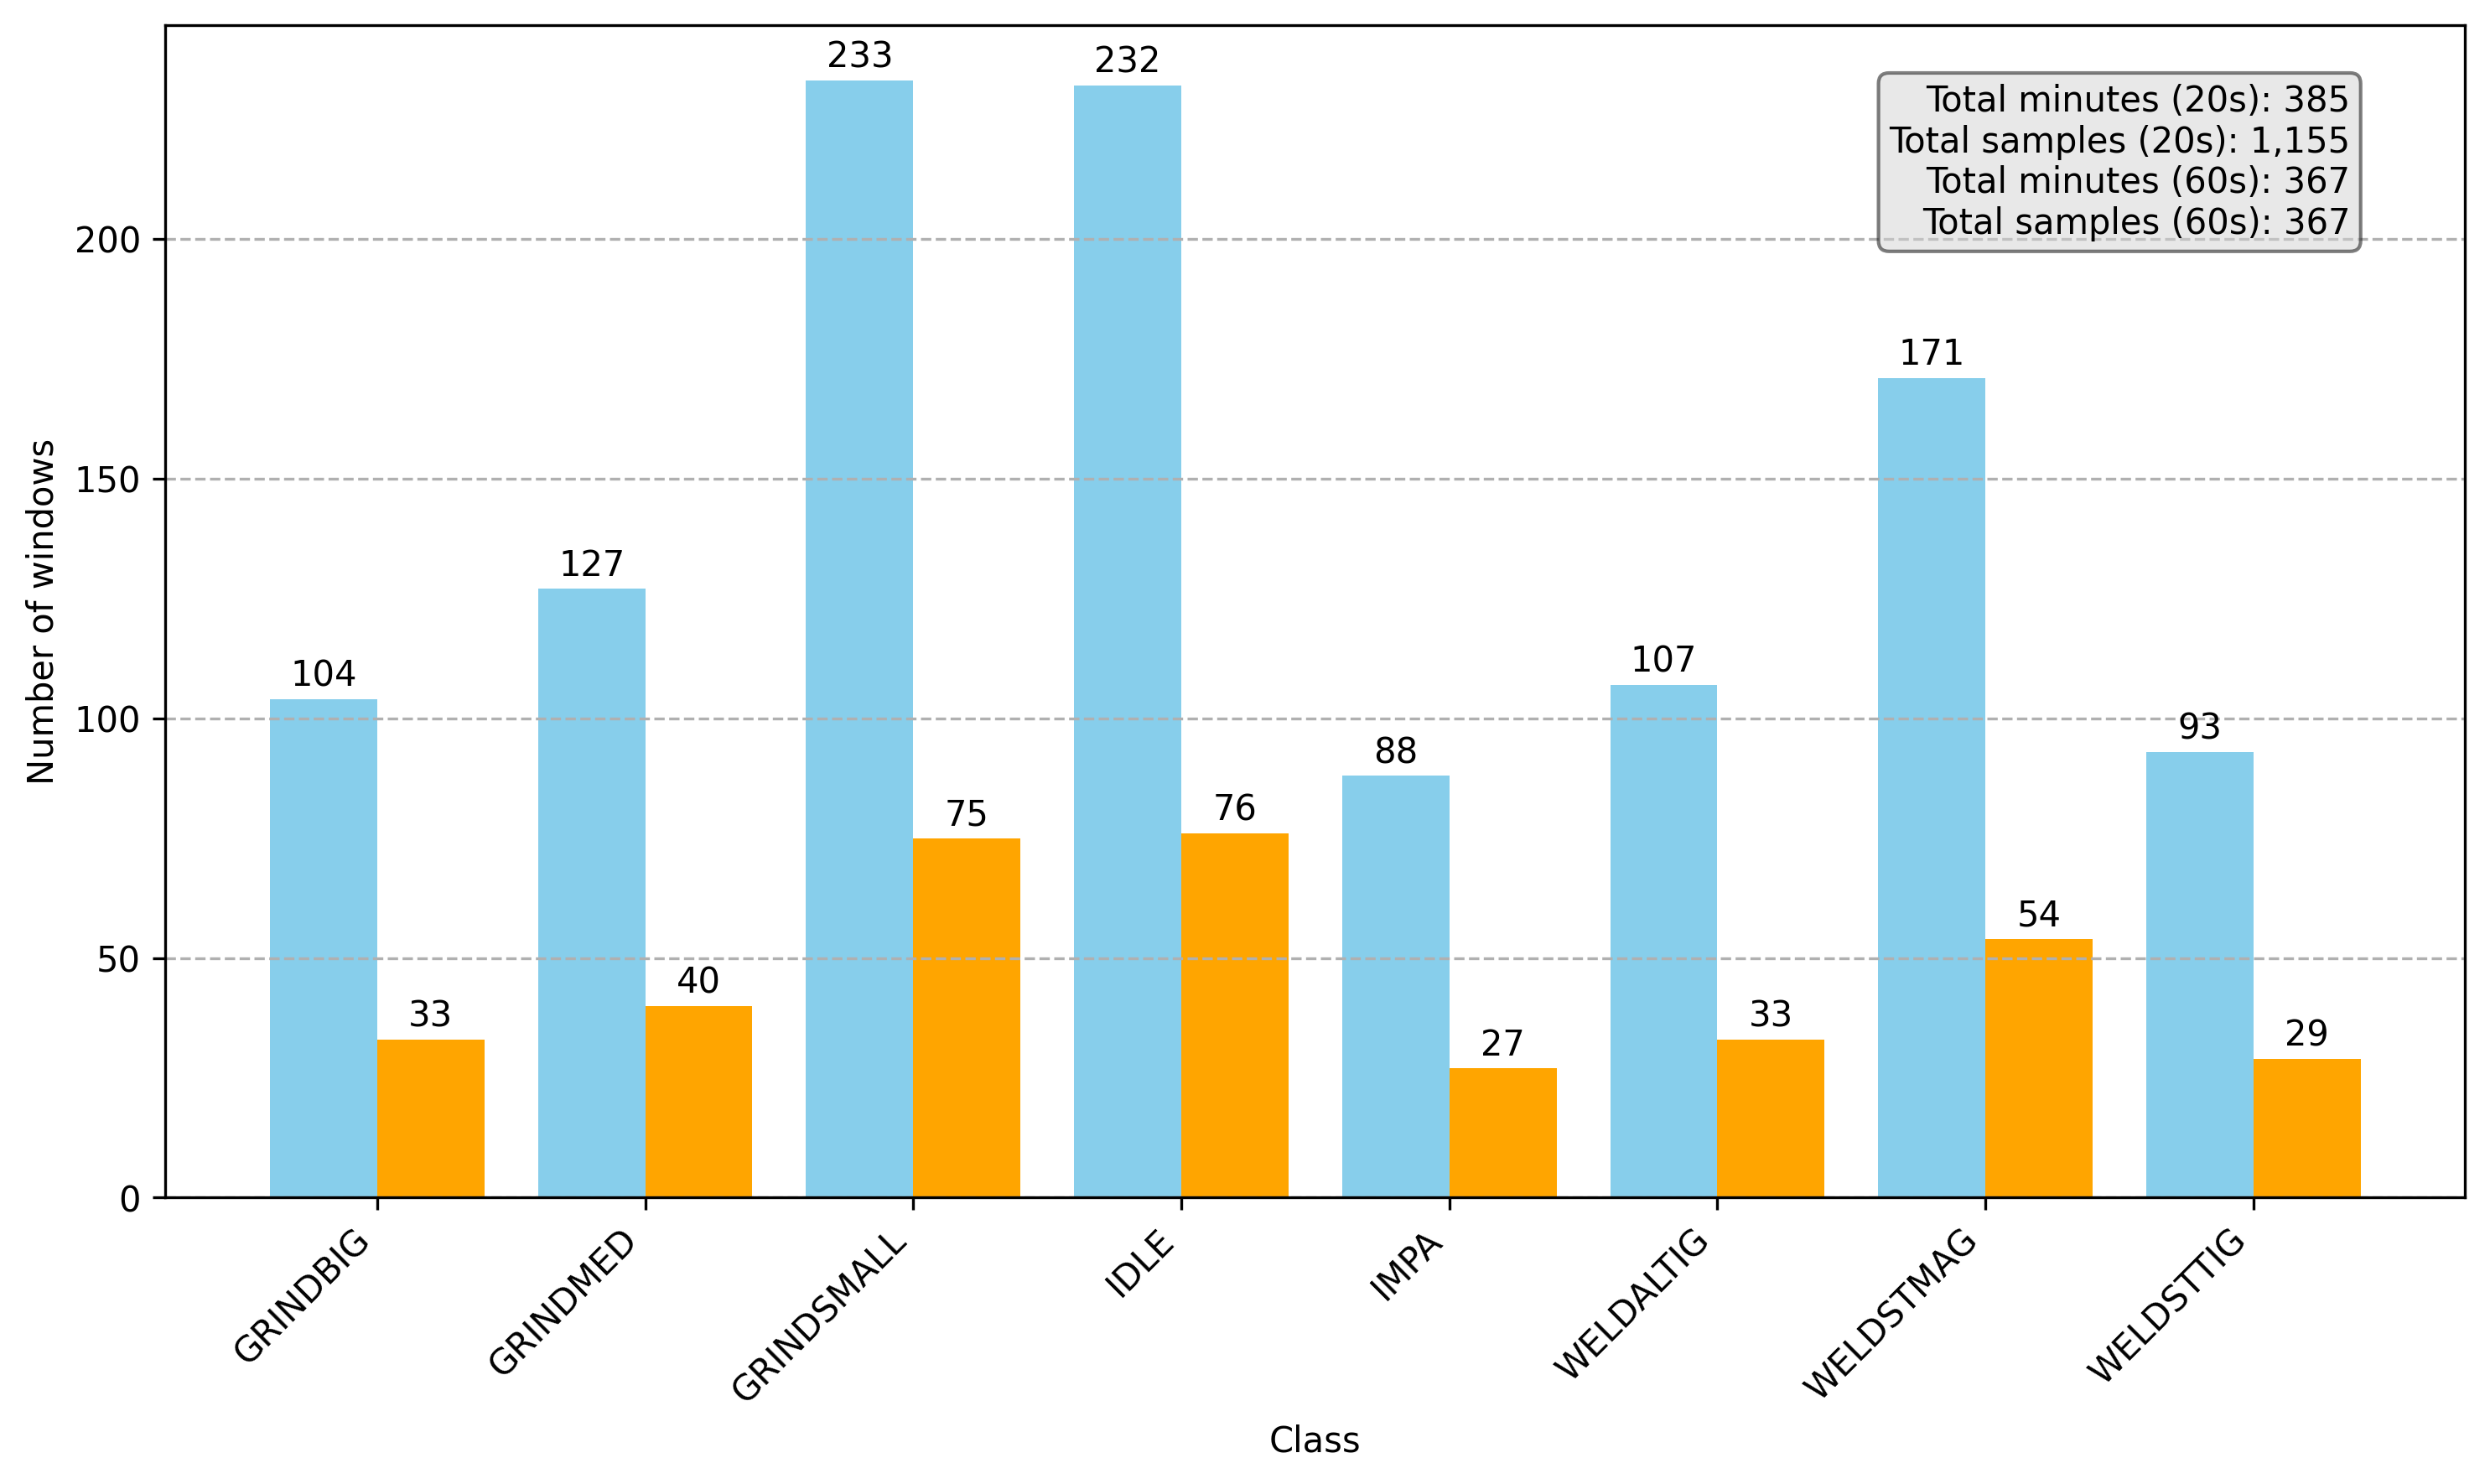 233
232
Total minutes (20s): 385
Total samples (20s): 1,155
Total minutes (60s): 367
Total samples (60s): 367
200
171
150
127
107
104
100
93
88
75
76
54
50
40
33
33
27
29
0
Number of windows
GRINDBIG
GRINDMED
GRINDSMALL
IDLE
IMPA
WELDALTIG
WELDSTMAG
WELDSTTIG
Class